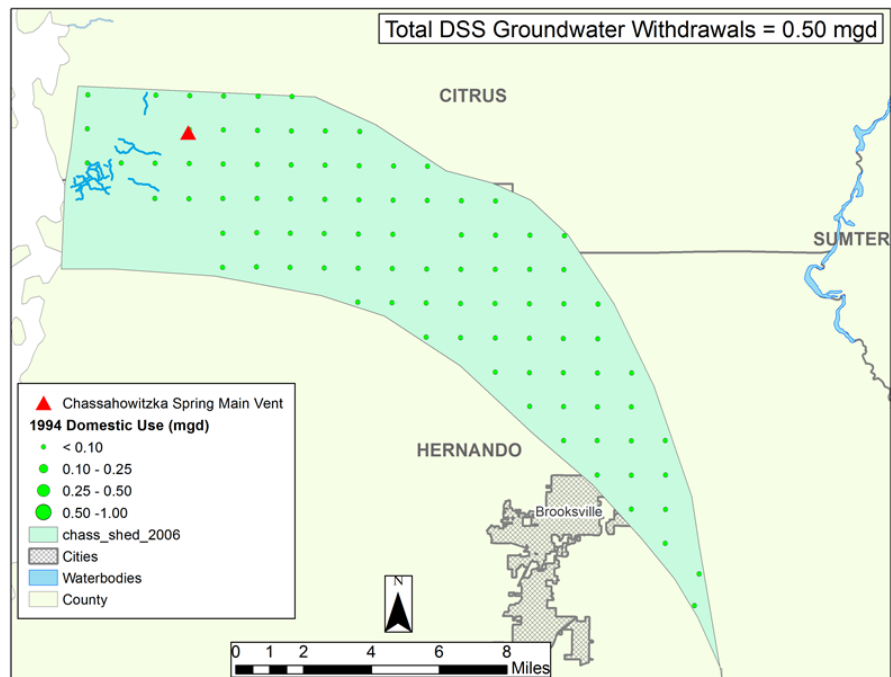 Total DSS Groundwater Withdrawals = 0.50 mgd
CITRUS
SUMTER
HERNANDO
Brooksville
Chassahowitzka Spring Main Vent
1994 Domestic Use (mgd)
< 0.10
0.10 - 0.25
0.25 - 0.50
0.50 -1.00
chass_shed_2006
Cities
Waterbodies
County
N
0 1 2 4 6 8
Miles